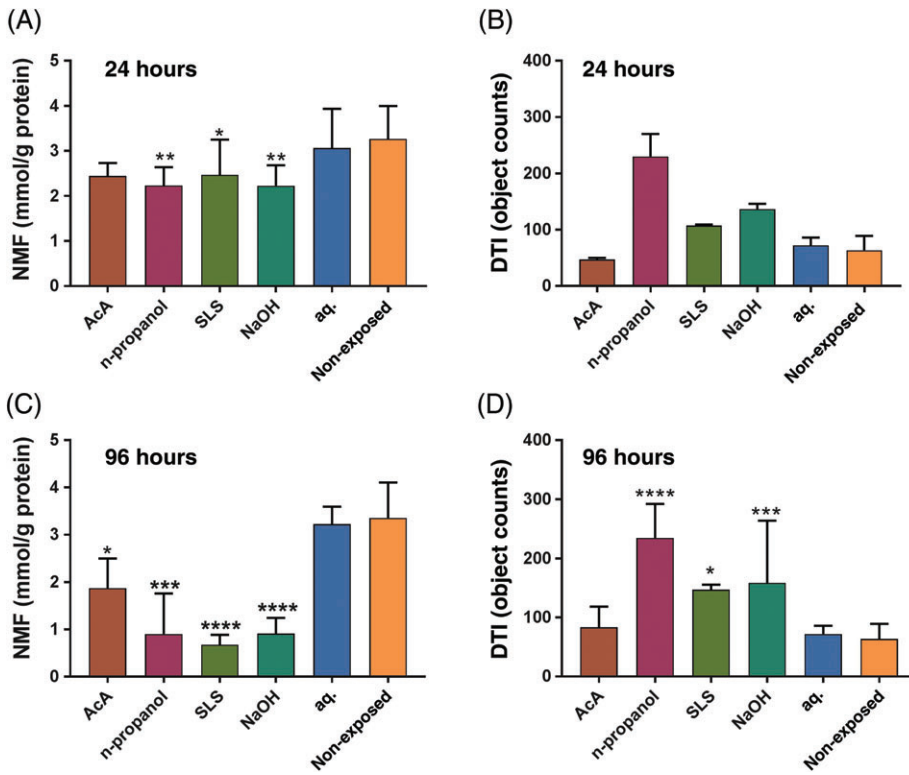 (A)
24 hours
NMF (mmol/g protein)
5
4
3
2
1
0
*
** **
AcA
n-propanol
SLS
NaOH
aq.
Non-exposed
(B)
24 hours
DTI (object counts)
400
300
200
100
0
AcA
n-propanol
SLS
NaOH
aq.
Non-exposed
(C)
96 hours
NMF (mmol/g protein)
5
4
3
2
1
0
*
***
**** ****
AcA
n-propanol
SLS
NaOH
aq.
Non-exposed
(D)
96 hours
DTI (object counts)
400
300
200
100
0
**** ***
*
AcA
n-propanol
SLS
NaOH
aq.
Non-exposed